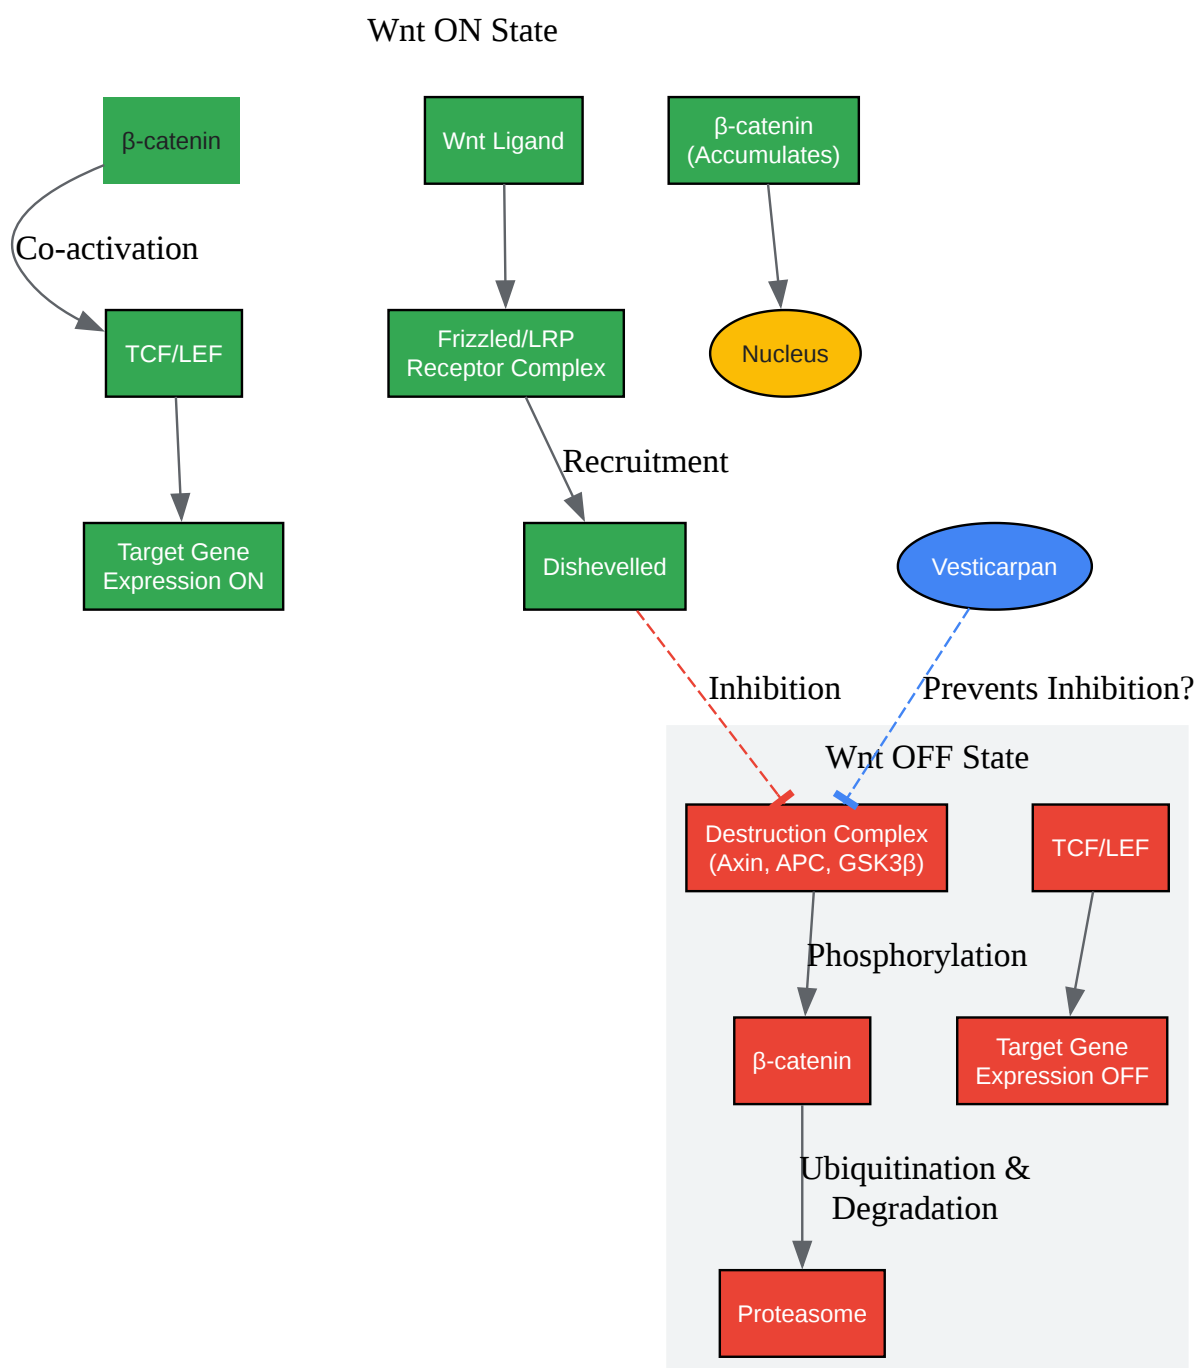 Wnt ON State
β-catenin
Wnt Ligand
β-catenin
(Accumulates)
Co-activation
TCF/LEF
Frizzled/LRP
Receptor Complex
Nucleus
Recruitment
Target Gene
Expression ON
Dishevelled
Vesticarpan
Inhibition
Prevents Inhibition?
Wnt OFF State
Destruction Complex
(Axin, APC, GSK3β)
TCF/LEF
Phosphorylation
β-catenin
Target Gene
Expression OFF
Ubiquitination &
Degradation
Proteasome